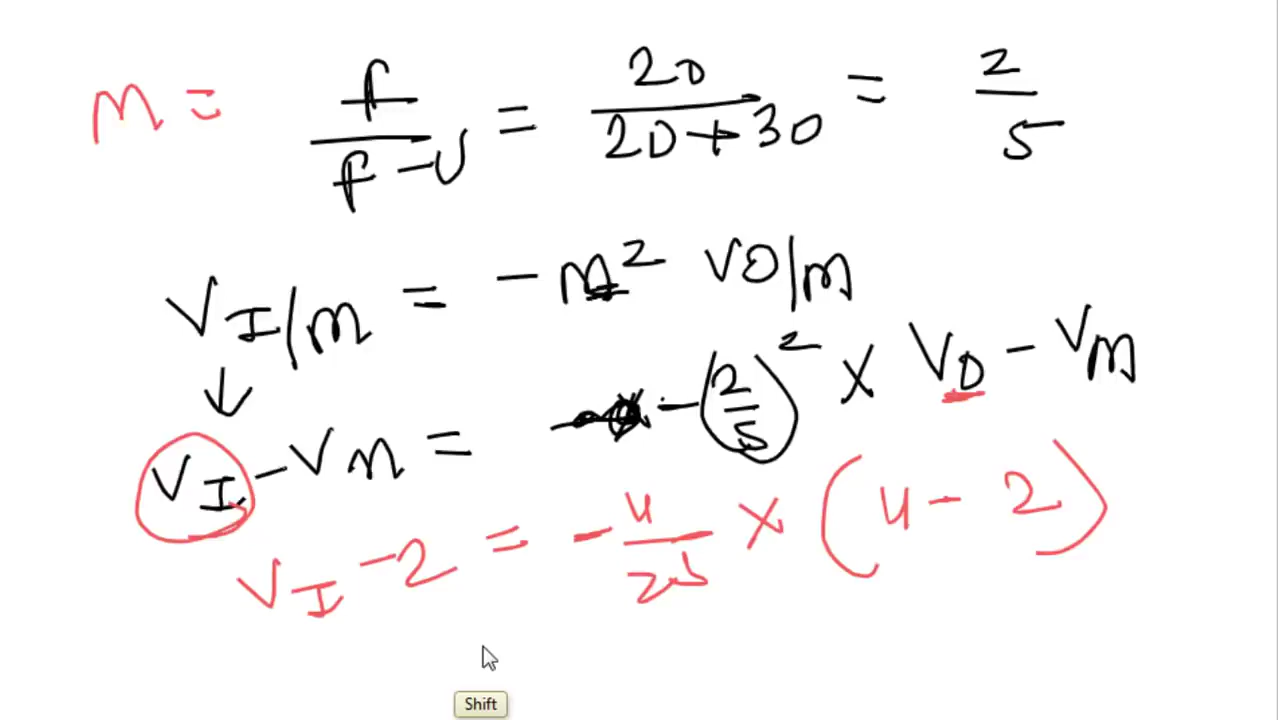 m = f / f - u = 20 / 20 + 30 = 2 / 5
V I/m = - m² VO/m
VI - Vm = - (2/5)² × VO - VM
VI - 2 = - 4/25 × (4 - 2)
Shift